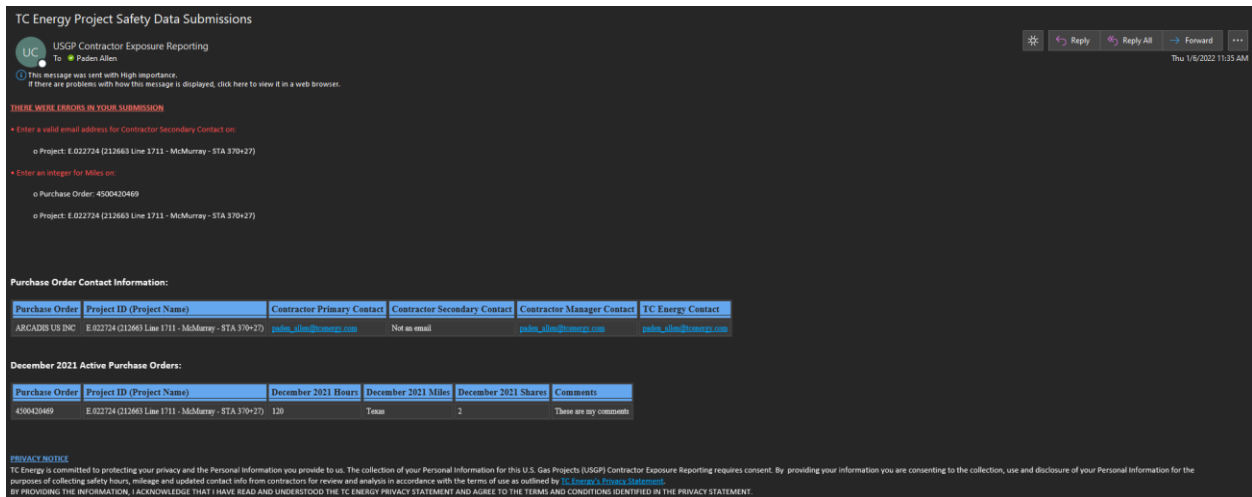 TC Energy Project Safety Data Submissions
UC
USGP Contractor Exposure Reporting
To Paden Allen
Reply
Reply All
Forward
Thu 1/6/2022 11:35 AM
This message was sent with High importance.
If there are problems with how this message is displayed, click here to view it in a web browser.
THERE WERE ERRORS IN YOUR SUBMISSION
• Enter a valid email address for Contractor Secondary Contact on:
o Project: E.022724 (212663 Line 1711 - McMurray - STA 370+27)
• Enter an integer for Miles on:
o Purchase Order: 4500420469
o Project: E.022724 (212663 Line 1711 - McMurray - STA 370+27)
Purchase Order Contact Information:
Purchase Order Project ID (Project Name) Contractor Primary Contact Contractor Secondary Contact Contractor Manager Contact TC Energy Contact
ARCADIS US INC E.022724 (212663 Line 1711 - McMurray - STA 370+27) paden_allen@tcenergy.com Not an email paden_allen@tcenergy.com paden_allen@tcenergy.com
December 2021 Active Purchase Orders:
Purchase Order Project ID (Project Name) December 2021 Hours December 2021 Miles December 2021 Shares Comments
4500420469 E.022724 (212663 Line 1711 - McMurray - STA 370+27) 120 Texas 2 These are my comments
PRIVACY NOTICE
TC Energy is committed to protecting your privacy and the Personal Information you provide to us. The collection of your Personal Information for this U.S. Gas Projects (USGP) Contractor Exposure Reporting requires consent. By providing your information you are consenting to the collection, use and disclosure of your Personal Information for the
purposes of collecting safety hours, mileage and updated contact info from contractors for review and analysis in accordance with the terms of use as outlined by TC Energy's Privacy Statement.
BY PROVIDING THE INFORMATION, I ACKNOWLEDGE THAT I HAVE READ AND UNDERSTOOD THE TC ENERGY PRIVACY STATEMENT AND AGREE TO THE TERMS AND CONDITIONS IDENTIFIED IN THE PRIVACY STATEMENT.